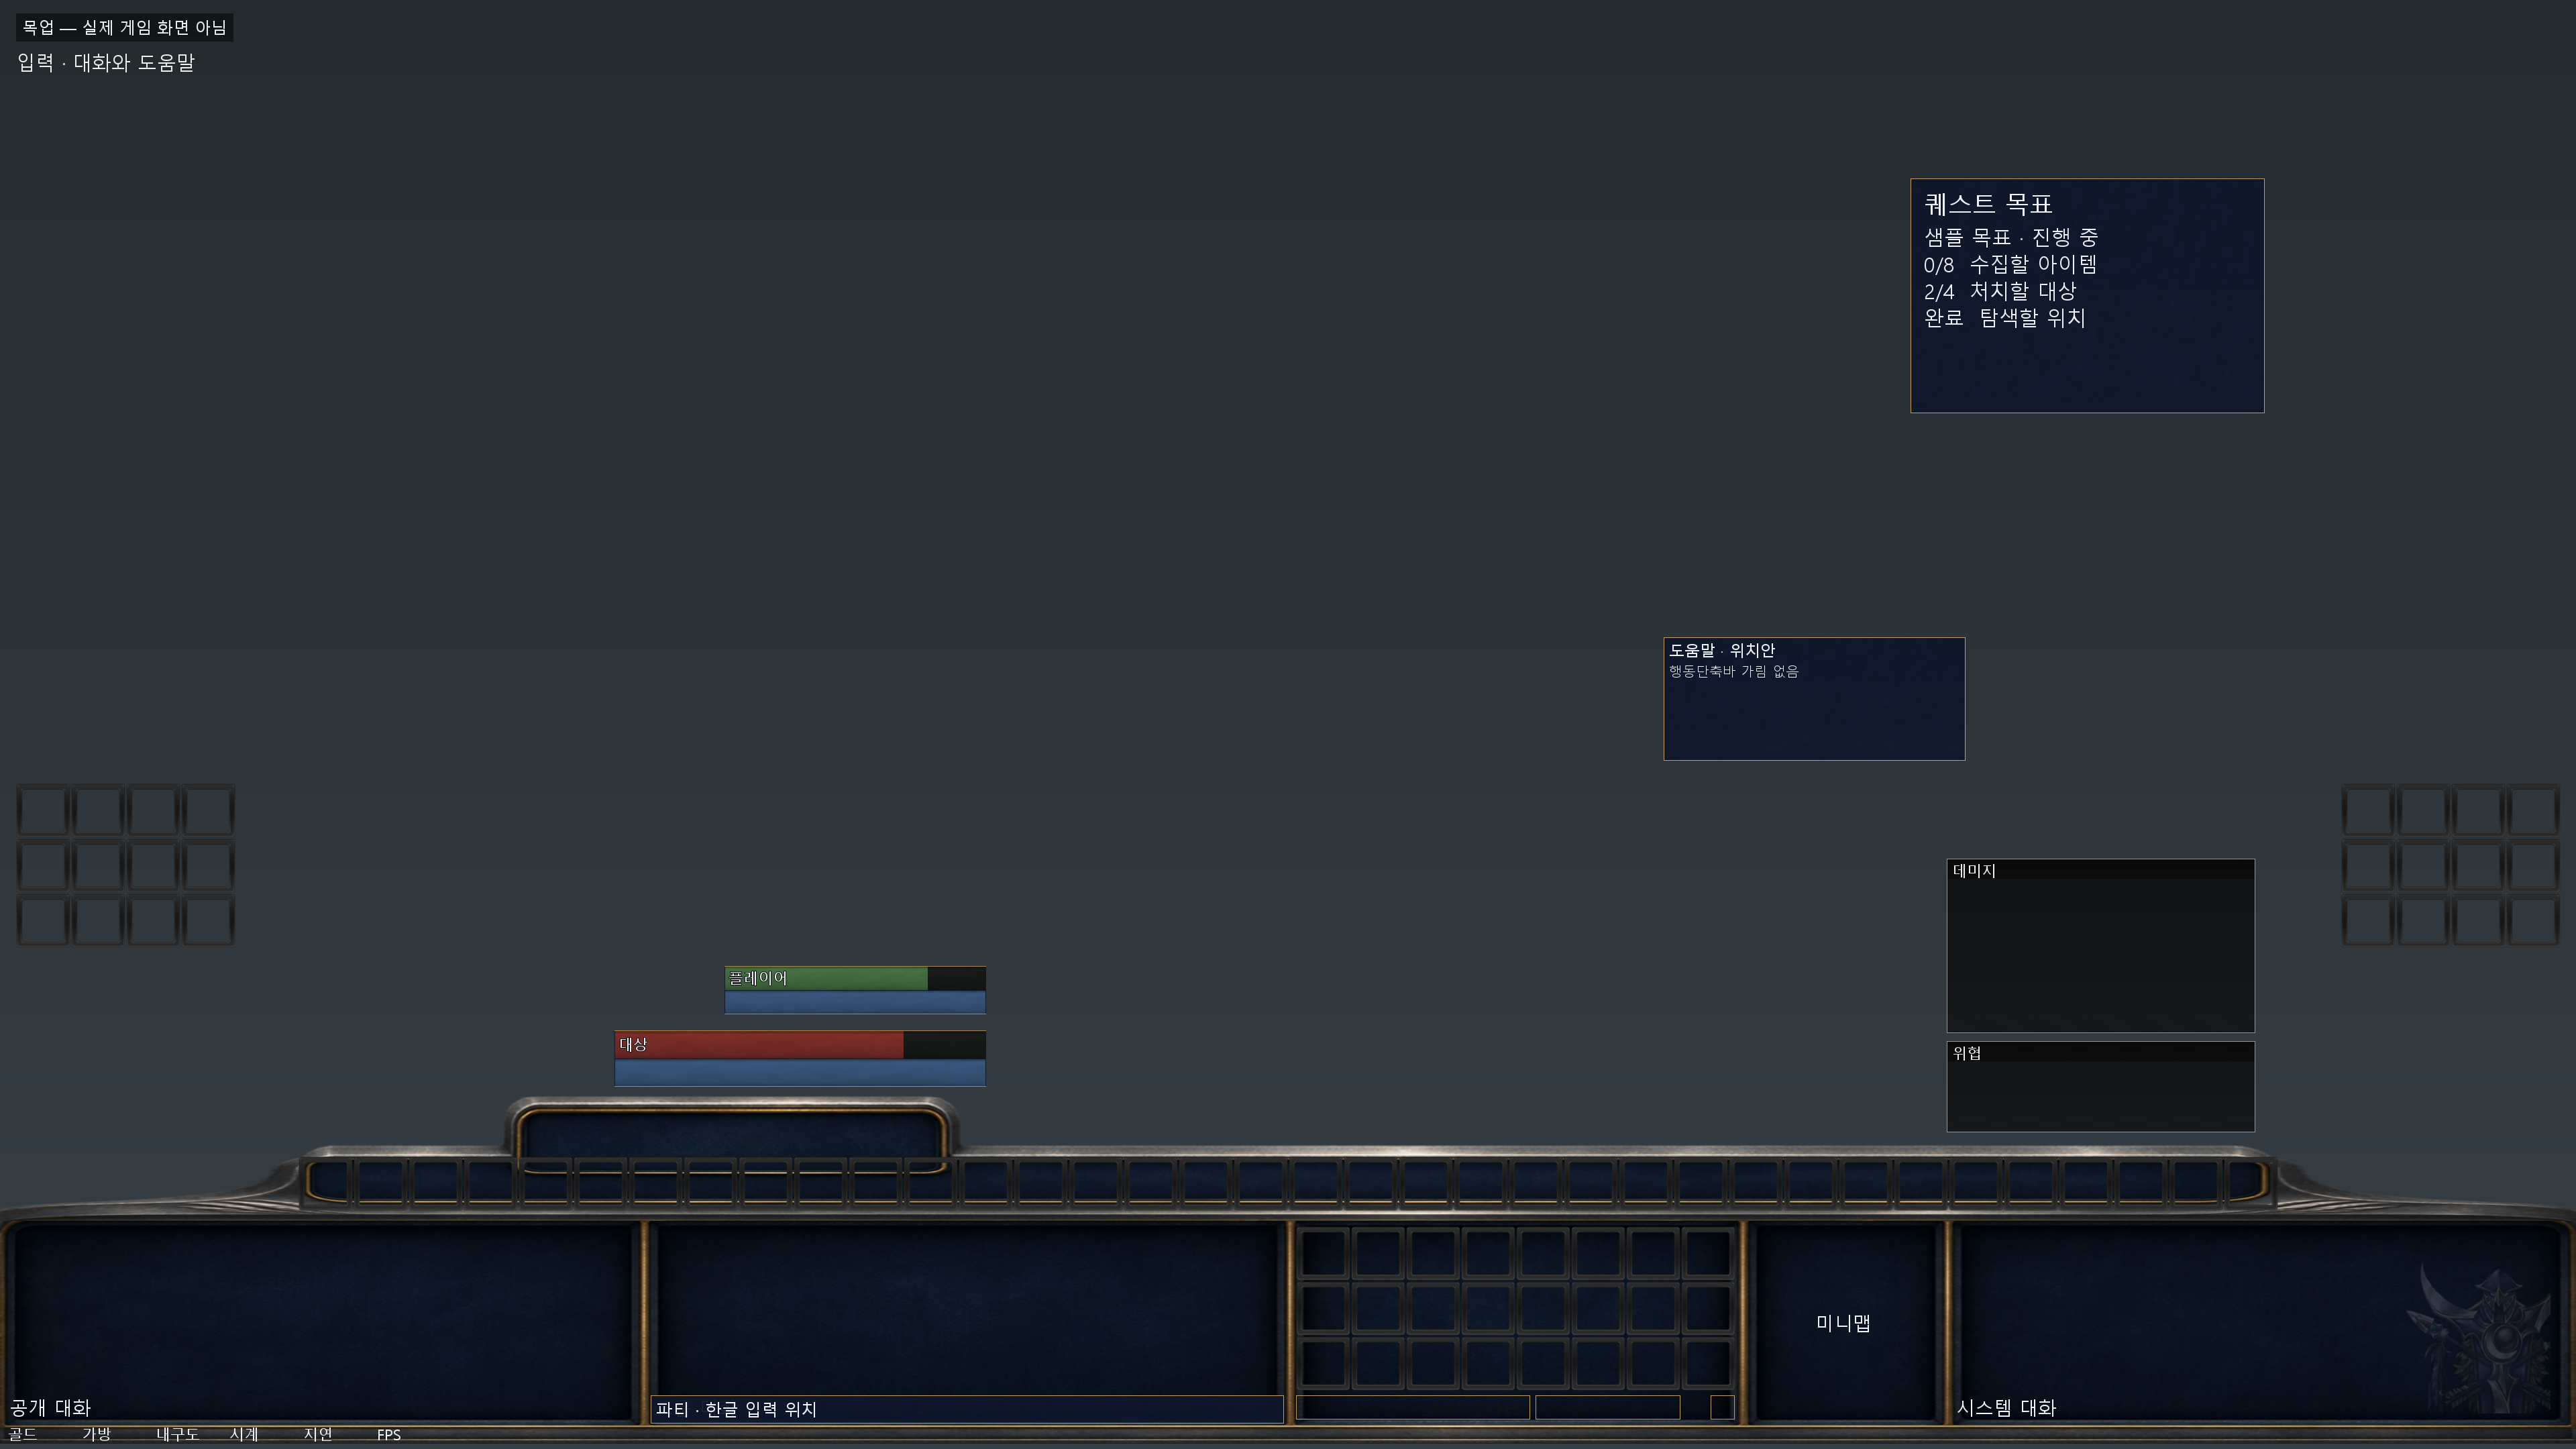 목업 — 실제 게임 화면 아님
입력 · 대화와 도움말
퀘스트 목표
샘플 목표 · 진행 중
0/8 수집할 아이템
2/4 처치할 대상
완료 탐색할 위치
도움말 · 위치안
행동단축바 가림 없음
데미지
플레이어
대상
위협
미니맵
공개 대화
파티 · 한글 입력 위치
시스템 대화
골드 가방 내구도 시계 지연 FPS